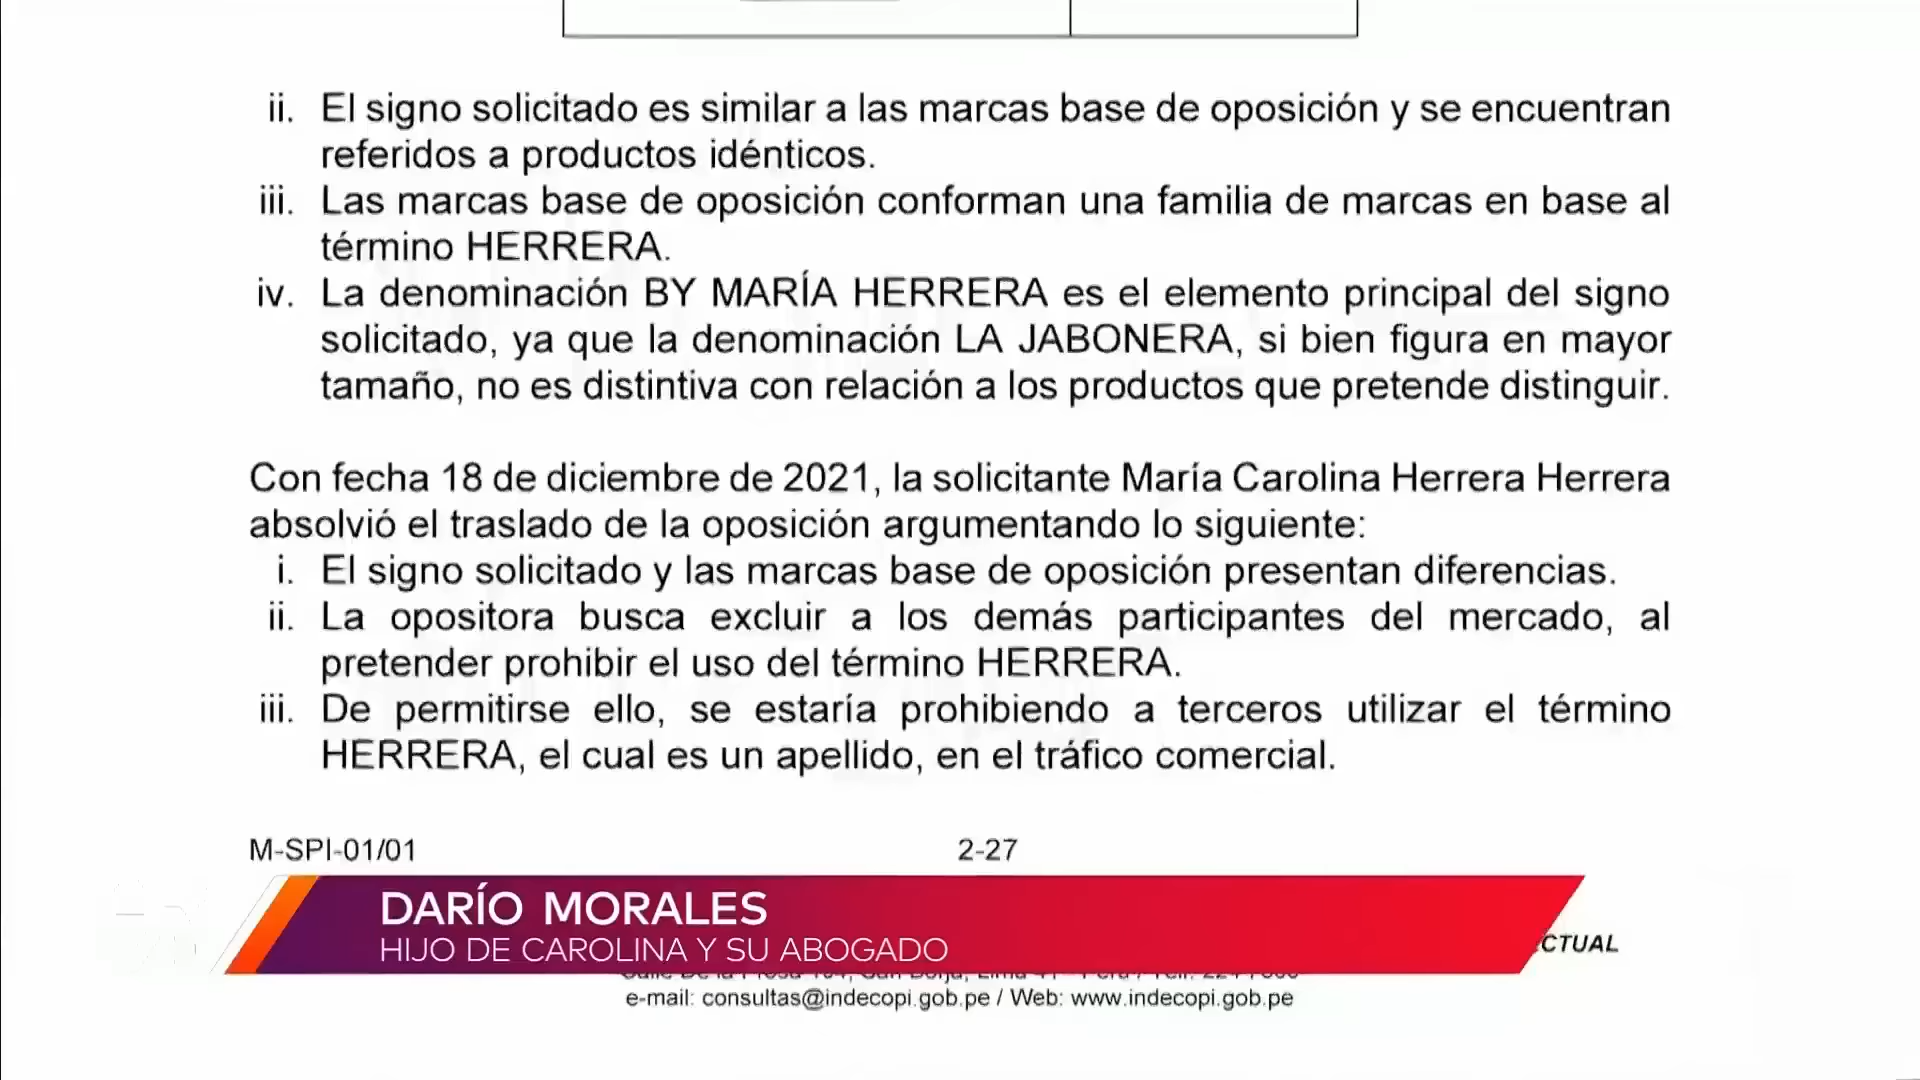 ii. El signo solicitado es similar a las marcas base de oposición y se encuentran
referidos a productos idénticos.
iii. Las marcas base de oposición conforman una familia de marcas en base al
término HERRERA.
iv. La denominación BY MARÍA HERRERA es el elemento principal del signo
solicitado, ya que la denominación LA JABONERA, si bien figura en mayor
tamaño, no es distintiva con relación a los productos que pretende distinguir.
Con fecha 18 de diciembre de 2021, la solicitante María Carolina Herrera Herrera
absolvió el traslado de la oposición argumentando lo siguiente:
i. El signo solicitado y las marcas base de oposición presentan diferencias.
ii. La opositora busca excluir a los demás participantes del mercado, al
pretender prohibir el uso del término HERRERA.
iii. De permitirse ello, se estaría prohibiendo a terceros utilizar el término
HERRERA, el cual es un apellido, en el tráfico comercial.
M-SPI-01/01 2-27
DARÍO MORALES
HIJO DE CAROLINA Y SU ABOGADO
CTUAL
e-mail: consultas@indecopi.gob.pe / Web: www.indecopi.gob.pe